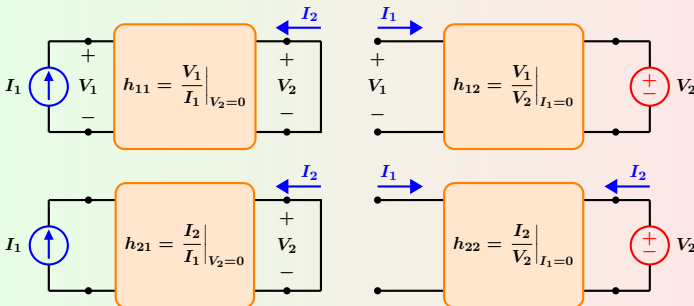 I₂ I₁
I₁ + V₁ − h₁₁ = V₁/I₁ |V₂=0 + V₂ −
+ V₁ − h₁₂ = V₁/V₂ |I₁=0 + − V₂
I₂ I₁ I₂
I₁ h₂₁ = I₂/I₁ |V₂=0 + V₂ −
h₂₂ = I₂/V₂ |I₁=0 + − V₂